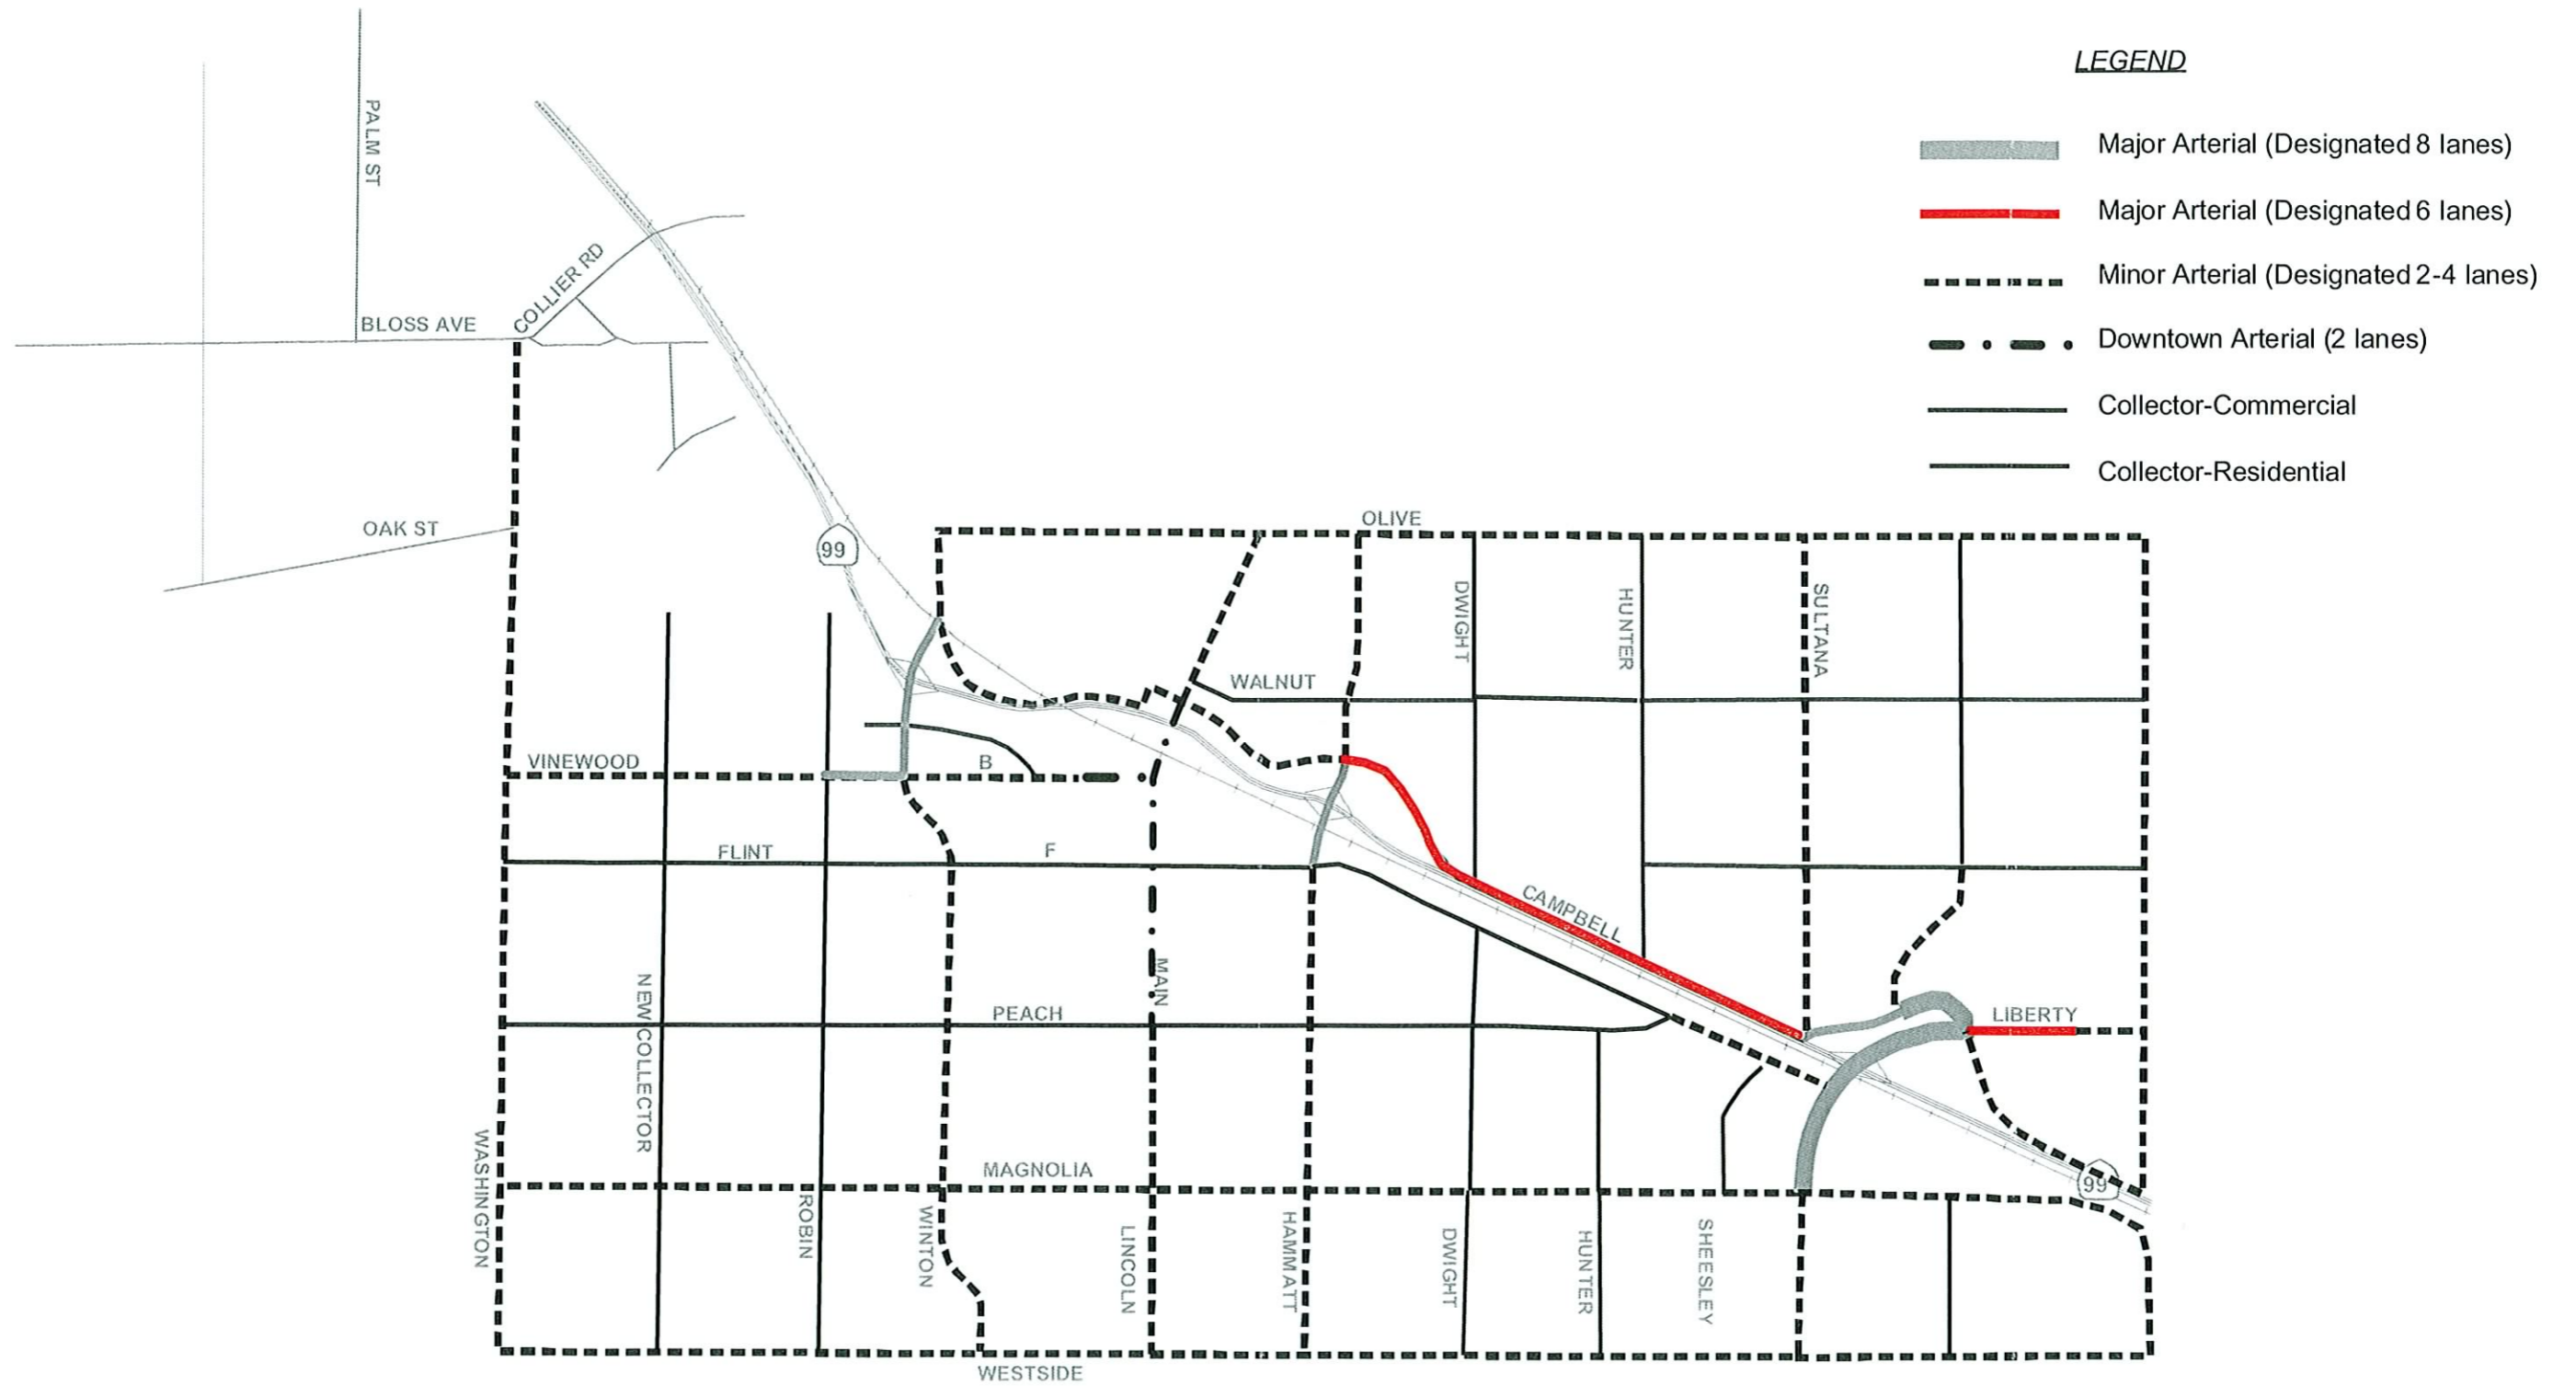 LEGEND
Major Arterial (Designated 8 lanes)
Major Arterial (Designated 6 lanes)
Minor Arterial (Designated 2-4 lanes)
Downtown Arterial (2 lanes)
Collector-Commercial
Collector-Residential
PALM ST
COLLIER RD
BLOSS AVE
OAK ST
99
OLIVE
DWIGHT
HUNTER
SULTANA
WALNUT
VINEWOOD
B
FLINT
F
CAMPBELL
MAIN
NEW COLLECTOR
PEACH
LIBERTY
WASHINGTON
MAGNOLIA
99
ROBIN
WINTON
LINCOLN
HAMMATT
DWIGHT
HUNTER
SHEESLEY
WESTSIDE